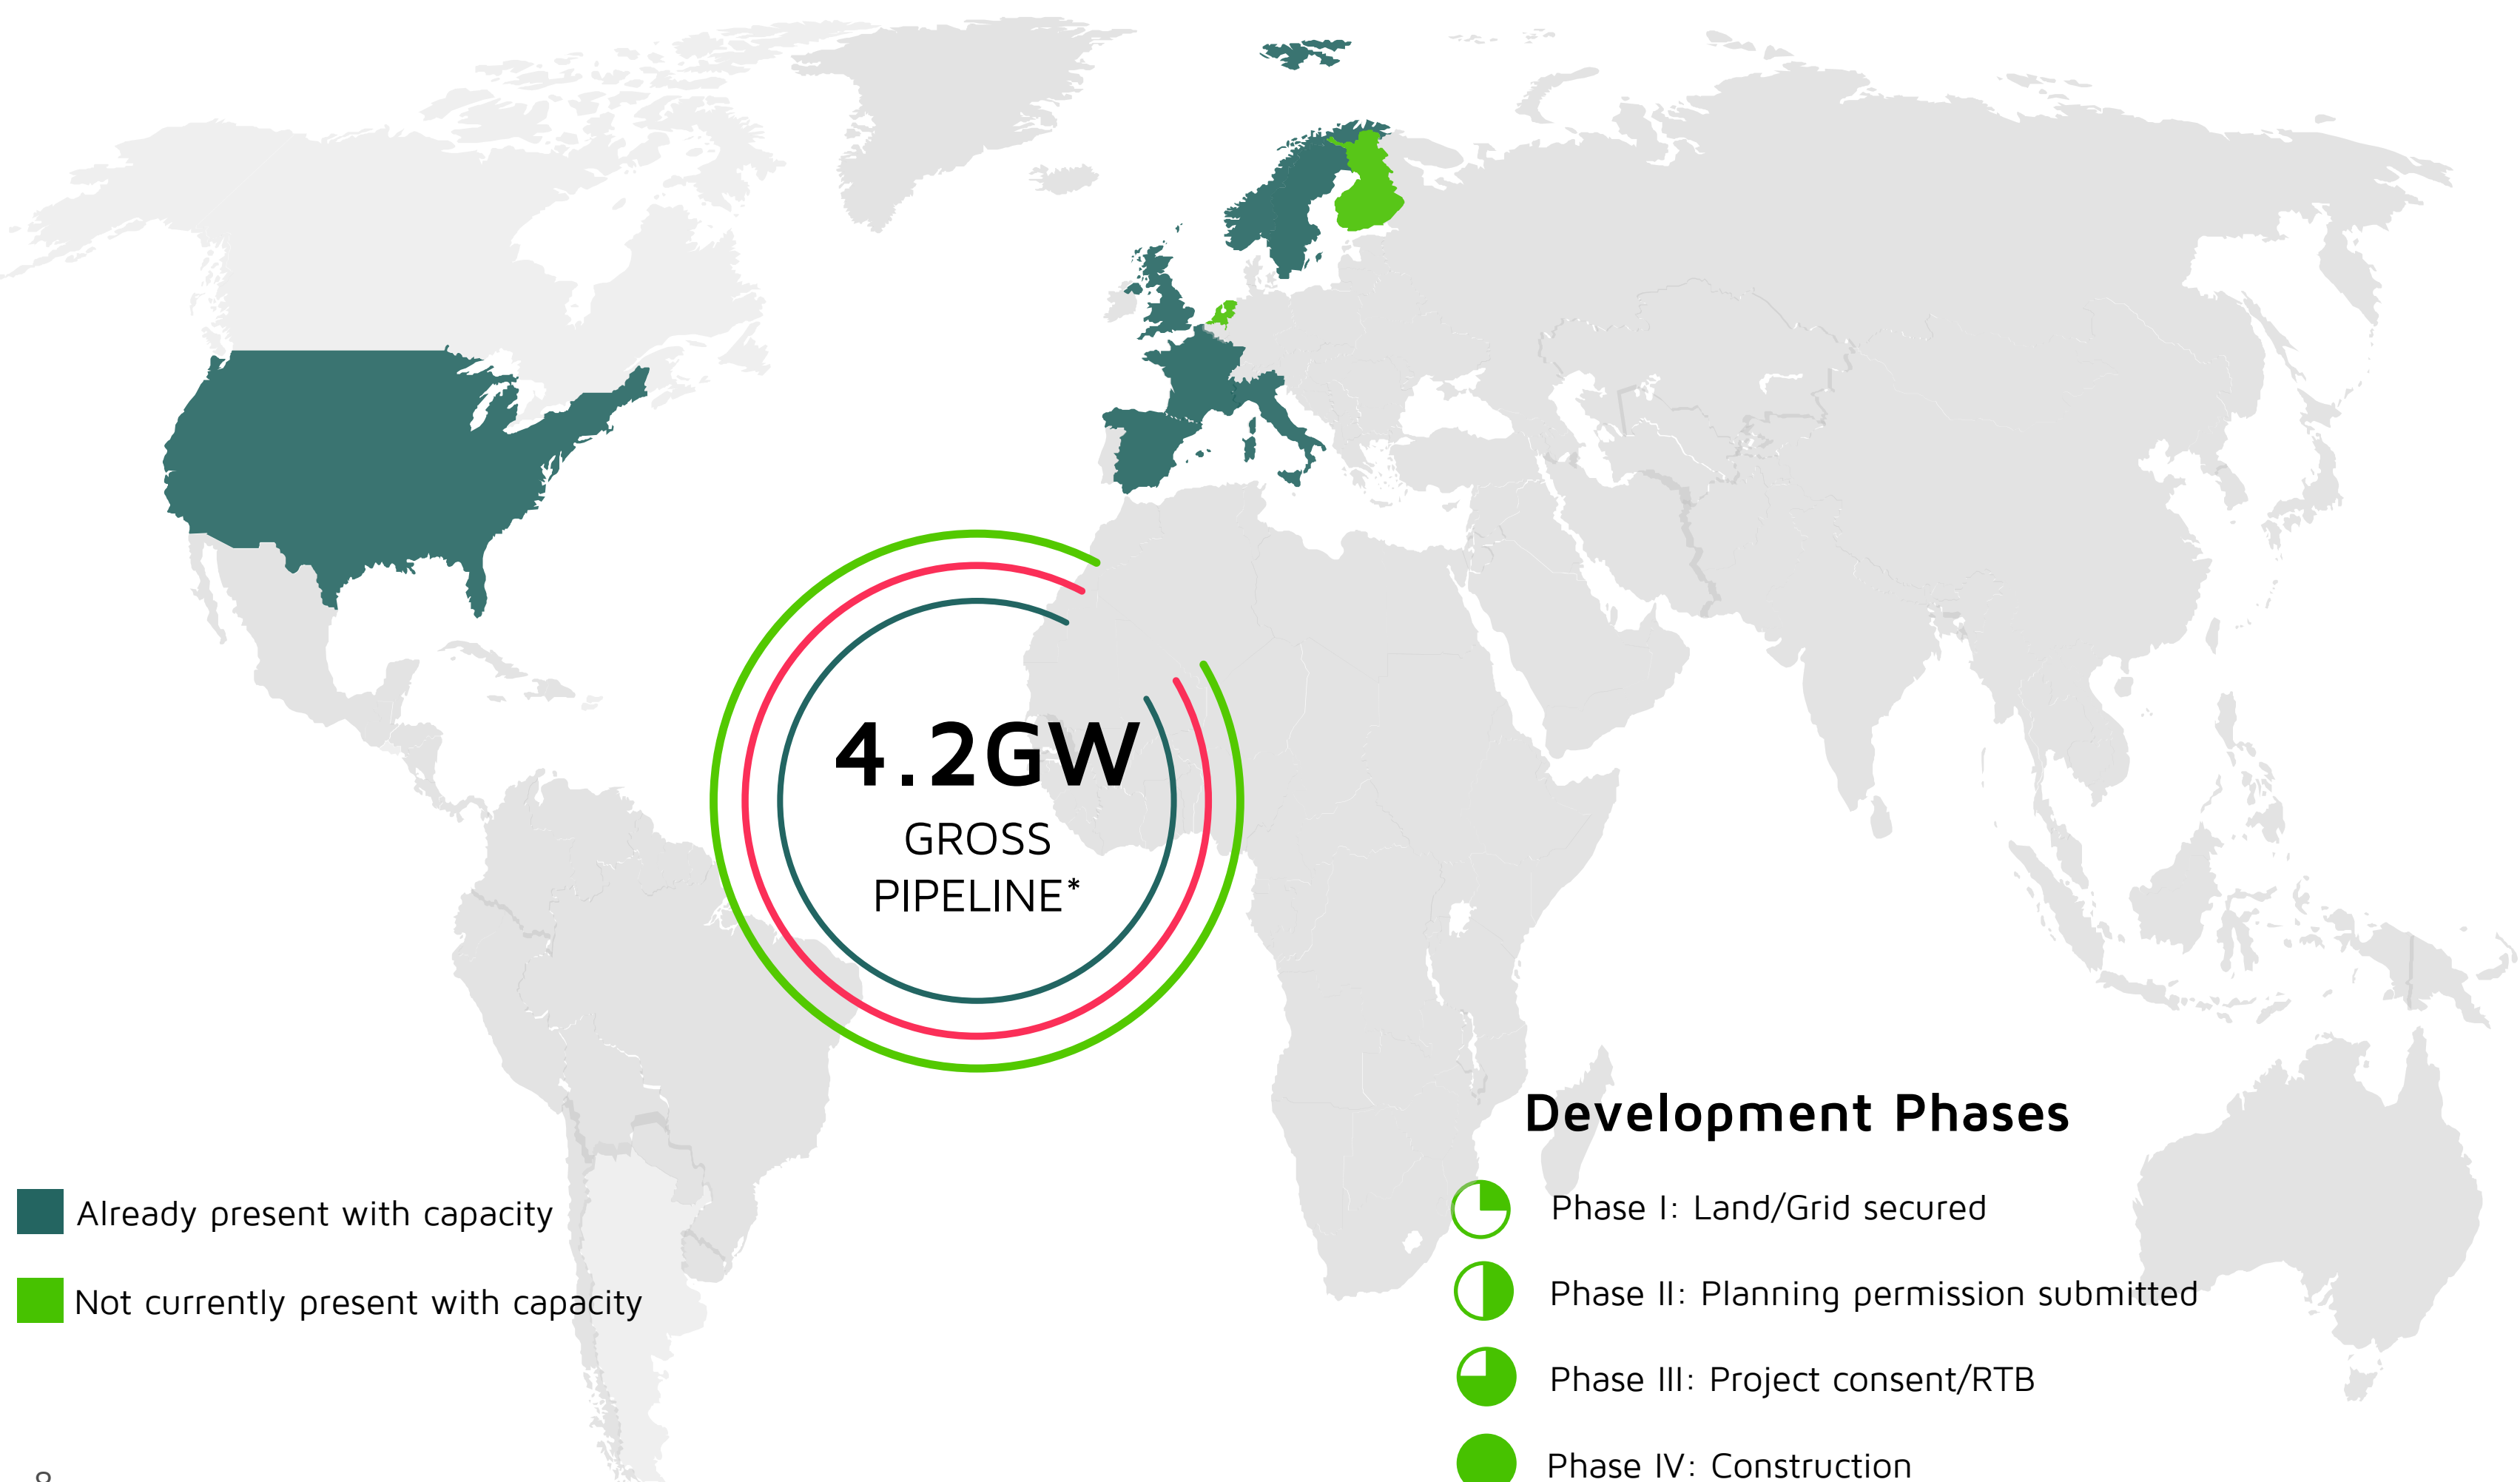 4.2GW
GROSS
PIPELINE*
Already present with capacity
Not currently present with capacity
Development Phases
Phase I: Land/Grid secured
Phase II: Planning permission submitted
Phase III: Project consent/RTB
Phase IV: Construction